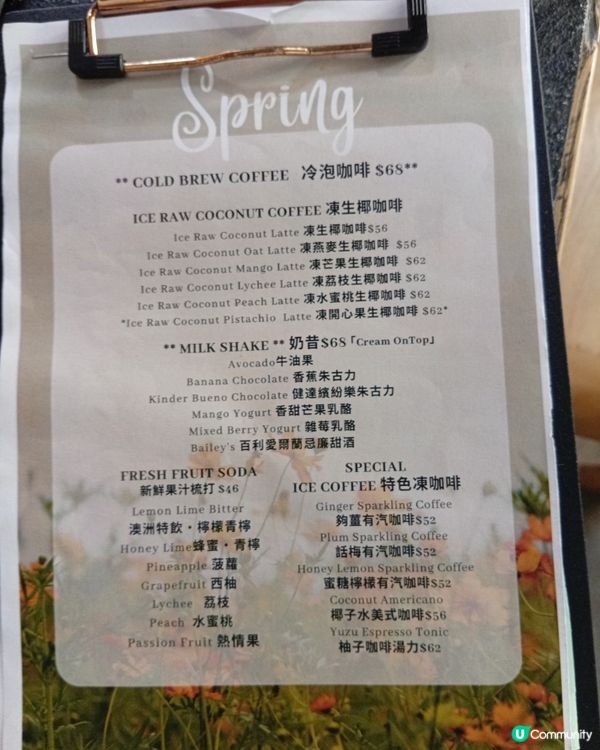 Spring
** COLD BREW COFFEE 冷泡咖啡 $68**
ICE RAW COCONUT COFFEE 凍生椰咖啡
Ice Raw Coconut Latte 凍生椰咖啡$56
Ice Raw Coconut Oat Latte 凍燕麥生椰咖啡 $56
Ice Raw Coconut Mango Latte 凍芒果生椰咖啡 $62
Ice Raw Coconut Lychee Latte 凍荔枝生椰咖啡 $62
Ice Raw Coconut Peach Latte 凍水蜜桃生椰咖啡 $62
*Ice Raw Coconut Pistachio Latte 凍開心果生椰咖啡 $62*
** MILK SHAKE ** 奶昔$68「Cream OnTop」
Avocado牛油果
Banana Chocolate 香蕉朱古力
Kinder Bueno Chocolate 健達繽紛樂朱古力
Mango Yogurt 香甜芒果乳酪
Mixed Berry Yogurt 雜莓乳酪
Bailey's 百利愛爾蘭忌廉甜酒
FRESH FRUIT SODA
新鮮果汁梳打 $46
Lemon Lime Bitter
澳洲特飲·檸檬青檸
Honey Lime蜂蜜·青檸
Pineapple 菠蘿
Grapefruit 西柚
Lychee 荔枝
Peach 水蜜桃
Passion Fruit 熱情果
SPECIAL
ICE COFFEE 特色凍咖啡
Ginger Sparkling Coffee
夠薑有汽咖啡$52
Plum Sparkling Coffee
話梅有汽咖啡$52
Honey Lemon Sparkling Coffee
蜜糖檸檬有汽咖啡$52
Coconut Americano
椰子水美式咖啡$56
Yuzu Espresso Tonic
柚子咖啡湯力$62
U Community